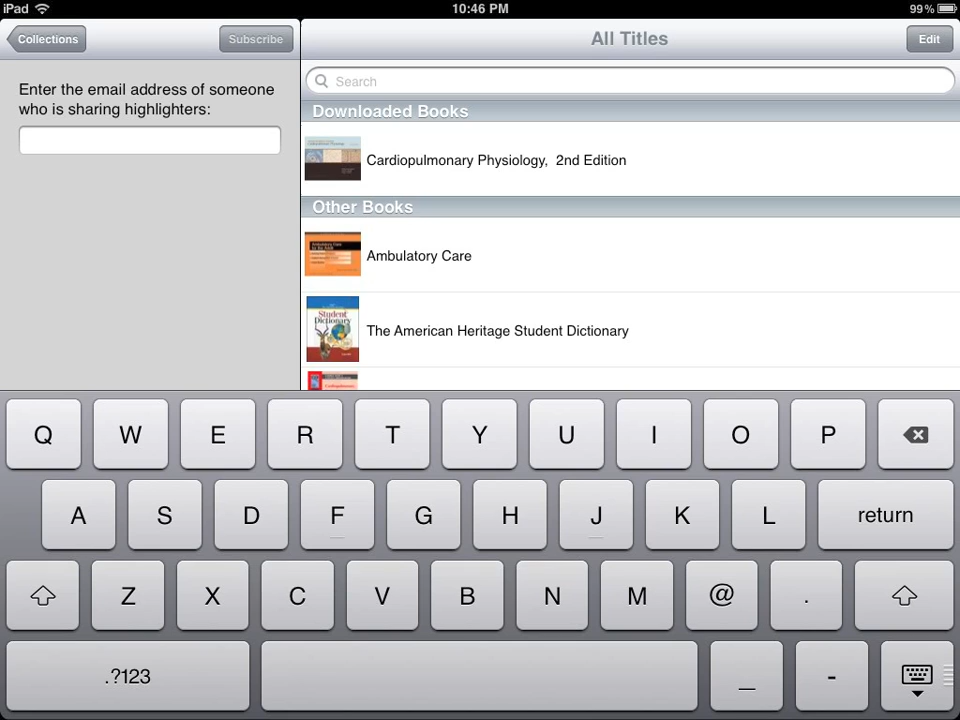 iPad 10:46 PM 99%
Collections Subscribe All Titles Edit
Enter the email address of someone
who is sharing highlighters:
Search
Downloaded Books
Cardiopulmonary Physiology, 2nd Edition
Other Books
Ambulatory Care
Student
Dictionary
The American Heritage Student Dictionary
Q W E R T Y U I O P
A S D F G H J K L return
Z X C V B N M @ .
.?123 _ -